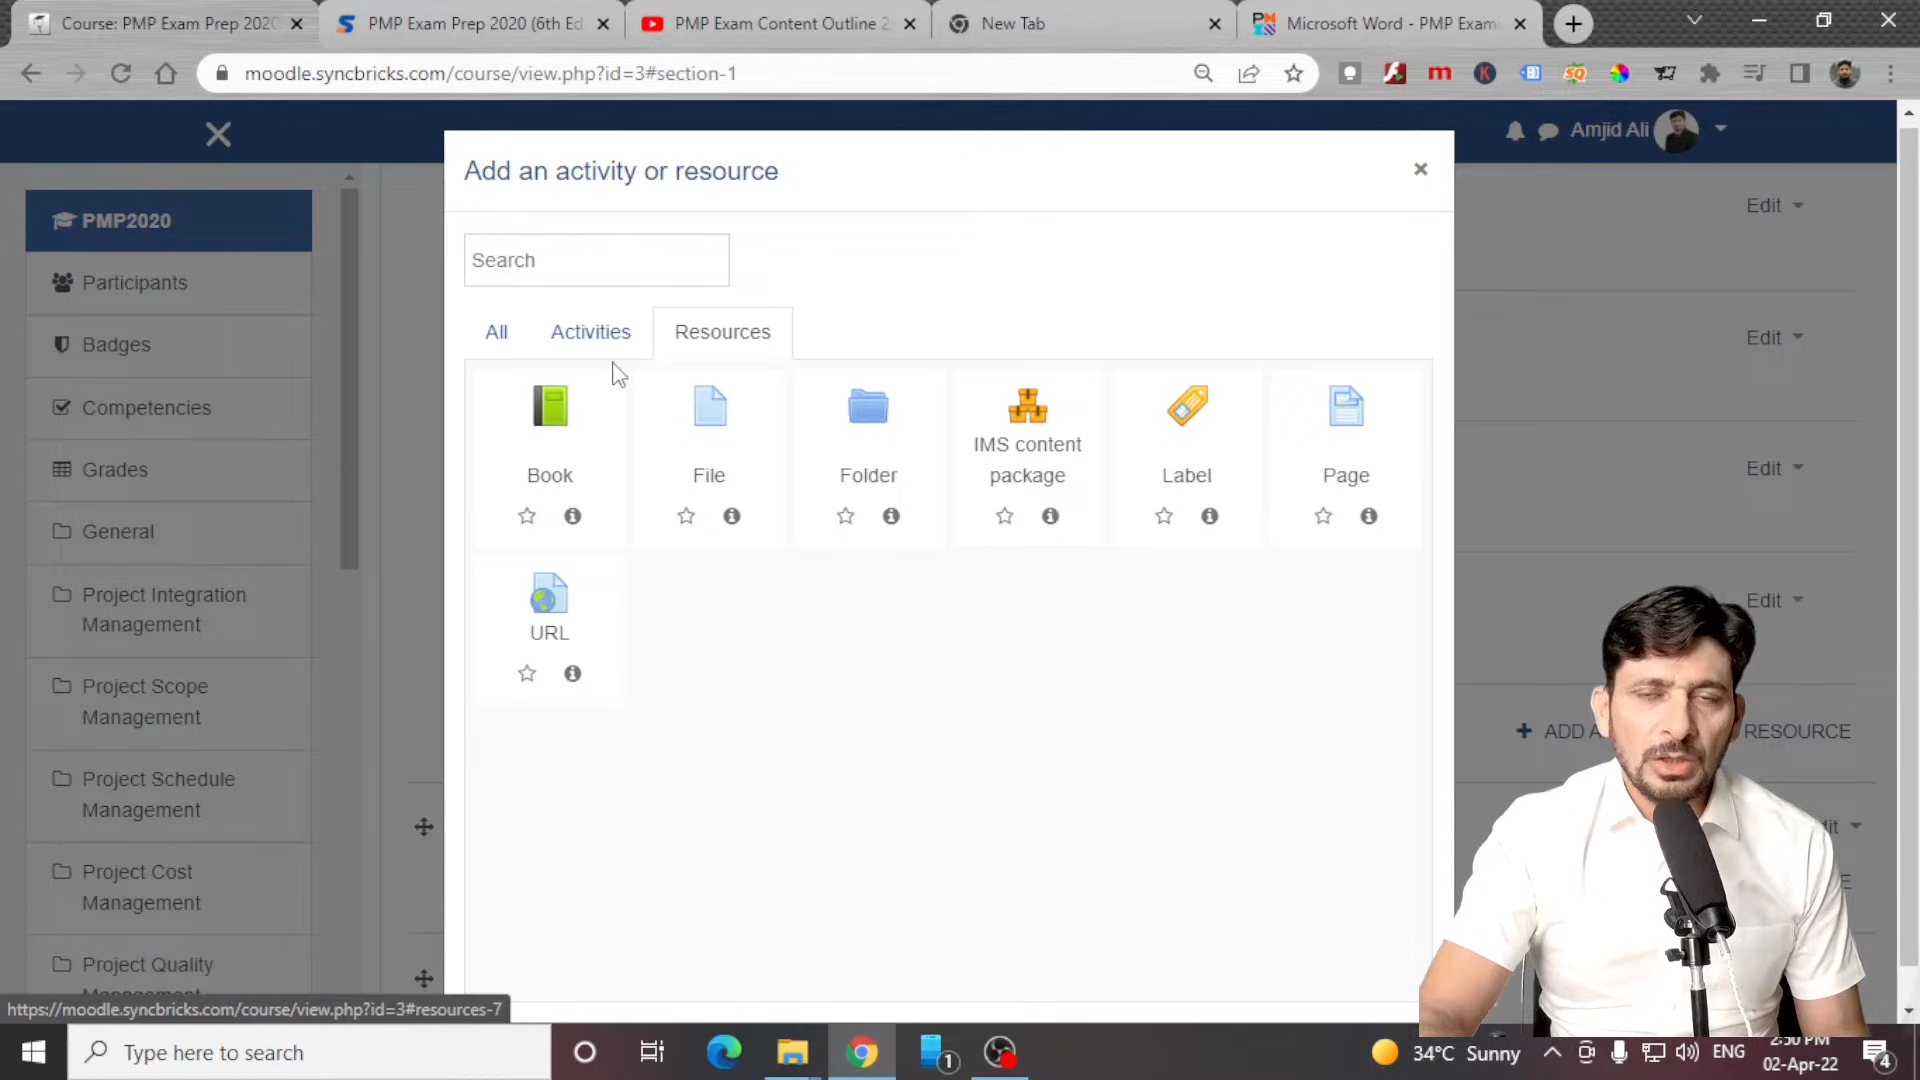 Course: PMP Exam Prep 202
PMP Exam Prep 2020 (6th Ed
PMP Exam Content Outline 2
New Tab
Microsoft Word - PMP Exam
moodle.syncbricks.com/course/view.php?id=3#section-1
Amjid Ali
PMP2020
Participants
Badges
Competencies
Grades
General
Project Integration
Management
Project Scope
Management
Project Schedule
Management
Project Cost
Management
Project Quality
Add an activity or resource
Search
All
Activities
Resources
Book
File
Folder
IMS content
package
Label
Page
URL
Edit
Edit
Edit
Edit
ADD A
RESOURCE
https://moodle.syncbricks.com/course/view.php?id=3#resources-7
Type here to search
1
34°C Sunny
ENG
2:50 PM
02-Apr-22
4